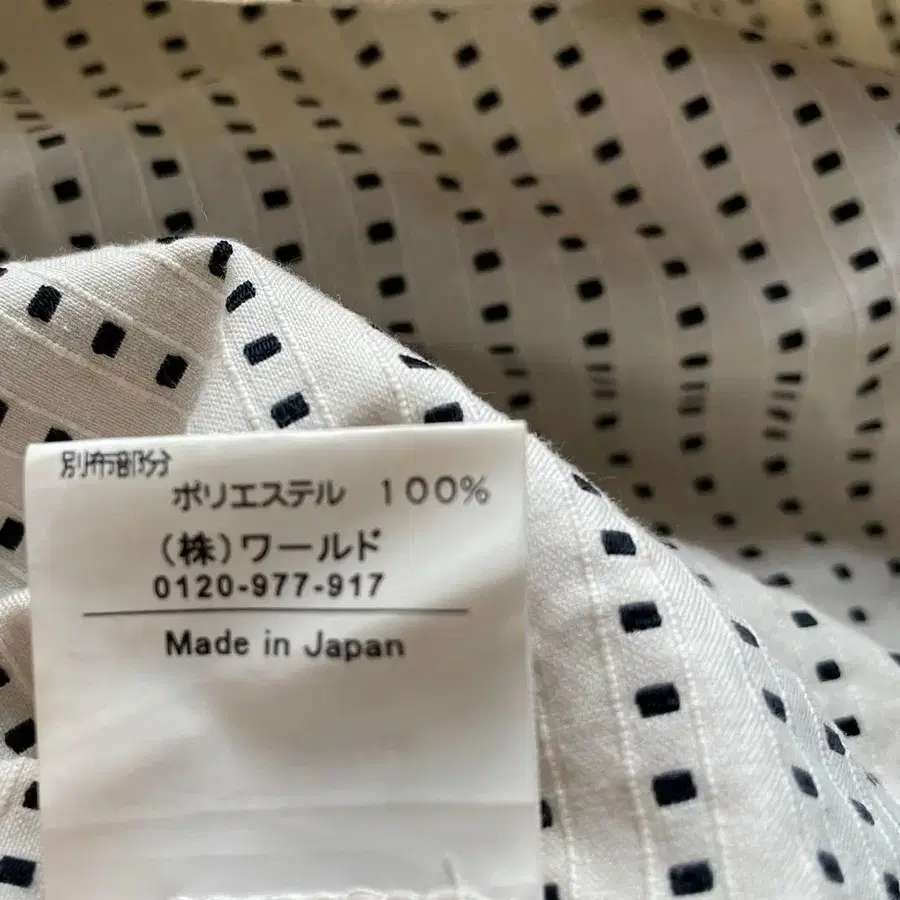 別布部分
ポリエステル 100%
(株)ワールド
0120-977-917
Made in Japan